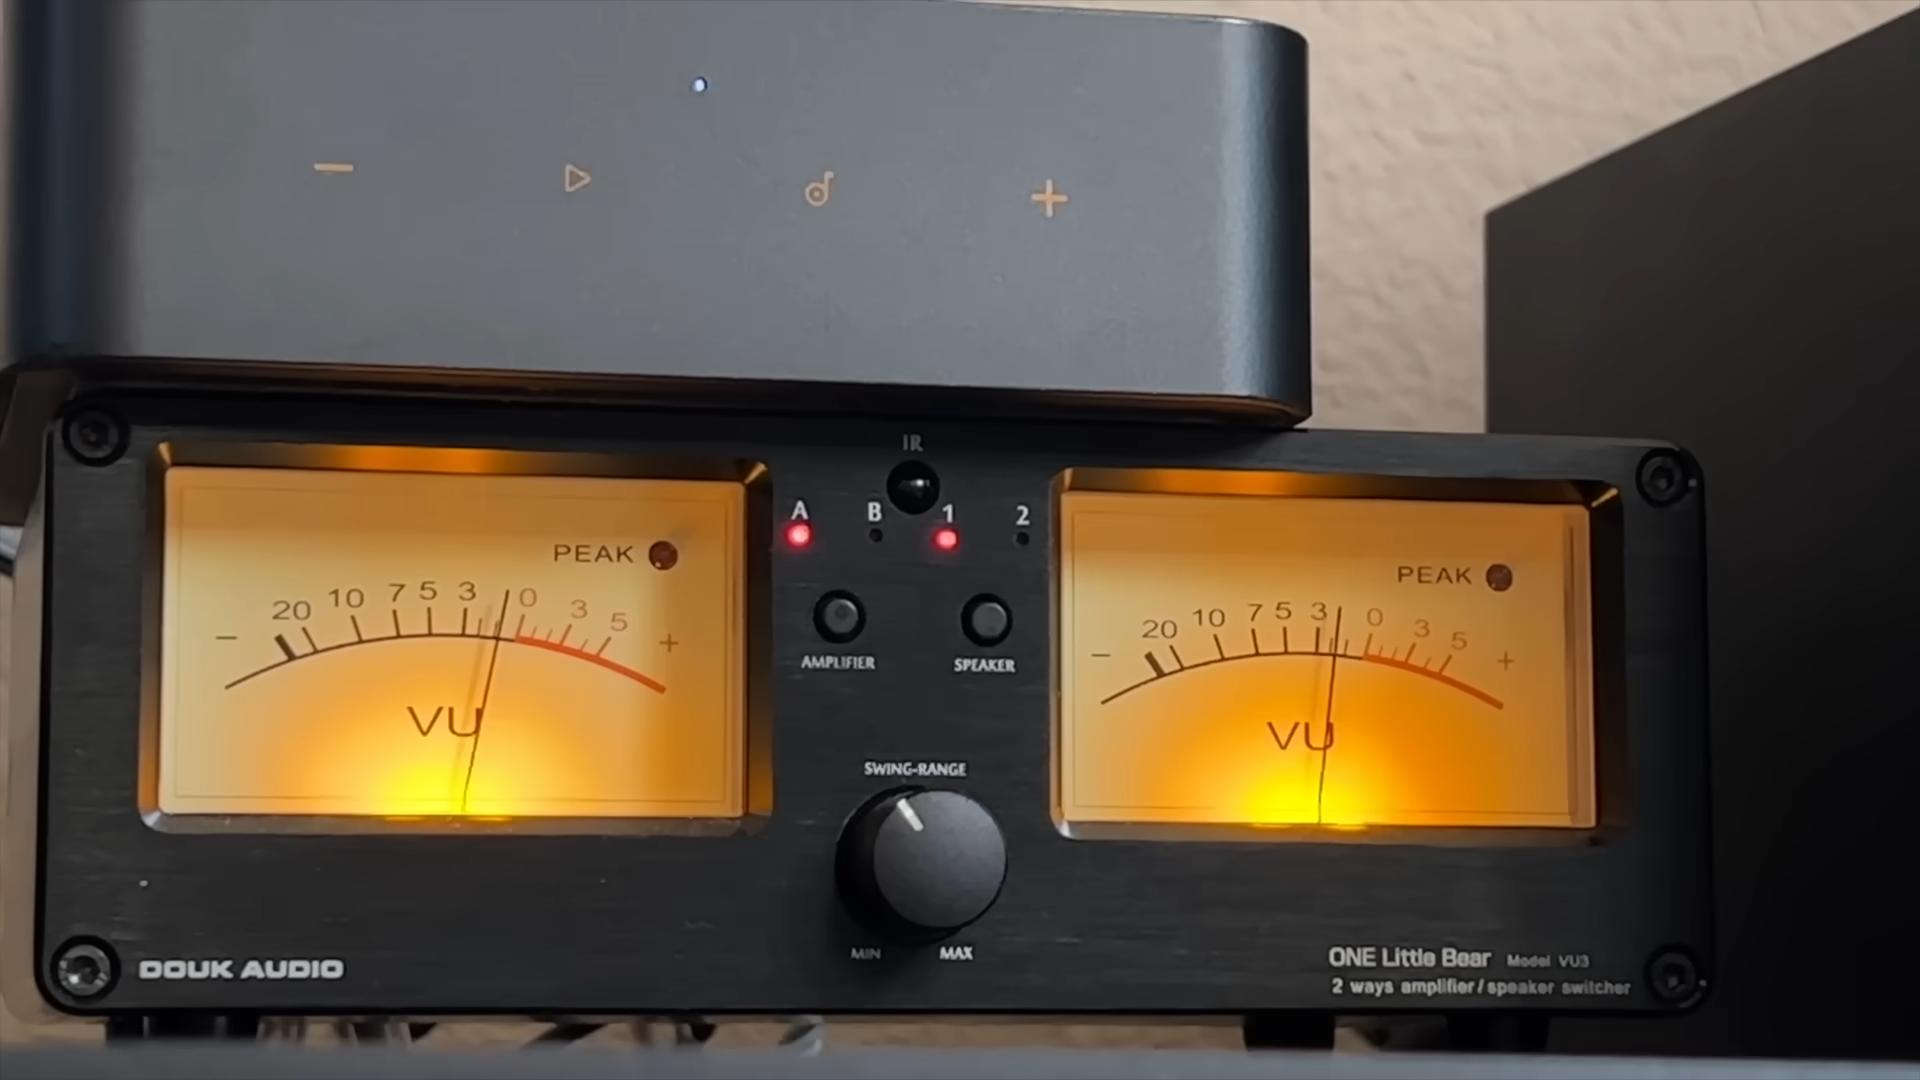 IR
A B 1 2
PEAK
20 10 7 5 3 0 3 5
- +
VU
AMPLIFIER SPEAKER
PEAK
20 10 7 5 3 0 3 5
- +
VU
SWING-RANGE
MIN MAX
DOUK AUDIO
ONE Little Bear Model VU3
2 ways amplifier/speaker switcher